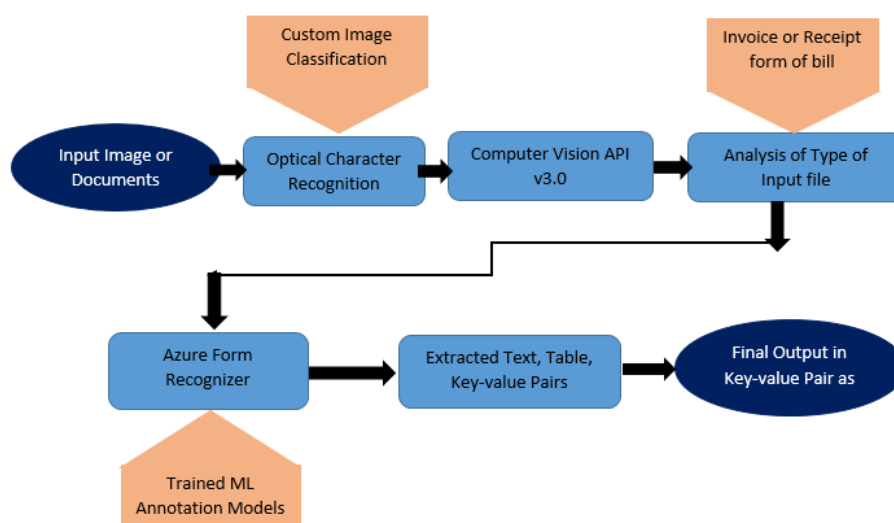 Custom Image
Classification
Invoice or Receipt
form of bill
Input Image or
Documents
Optical Character
Recognition
Computer Vision API
v3.0
Analysis of Type of
Input file
Azure Form
Recognizer
Extracted Text, Table,
Key-value Pairs
Final Output in
Key-value Pair as
Trained ML
Annotation Models